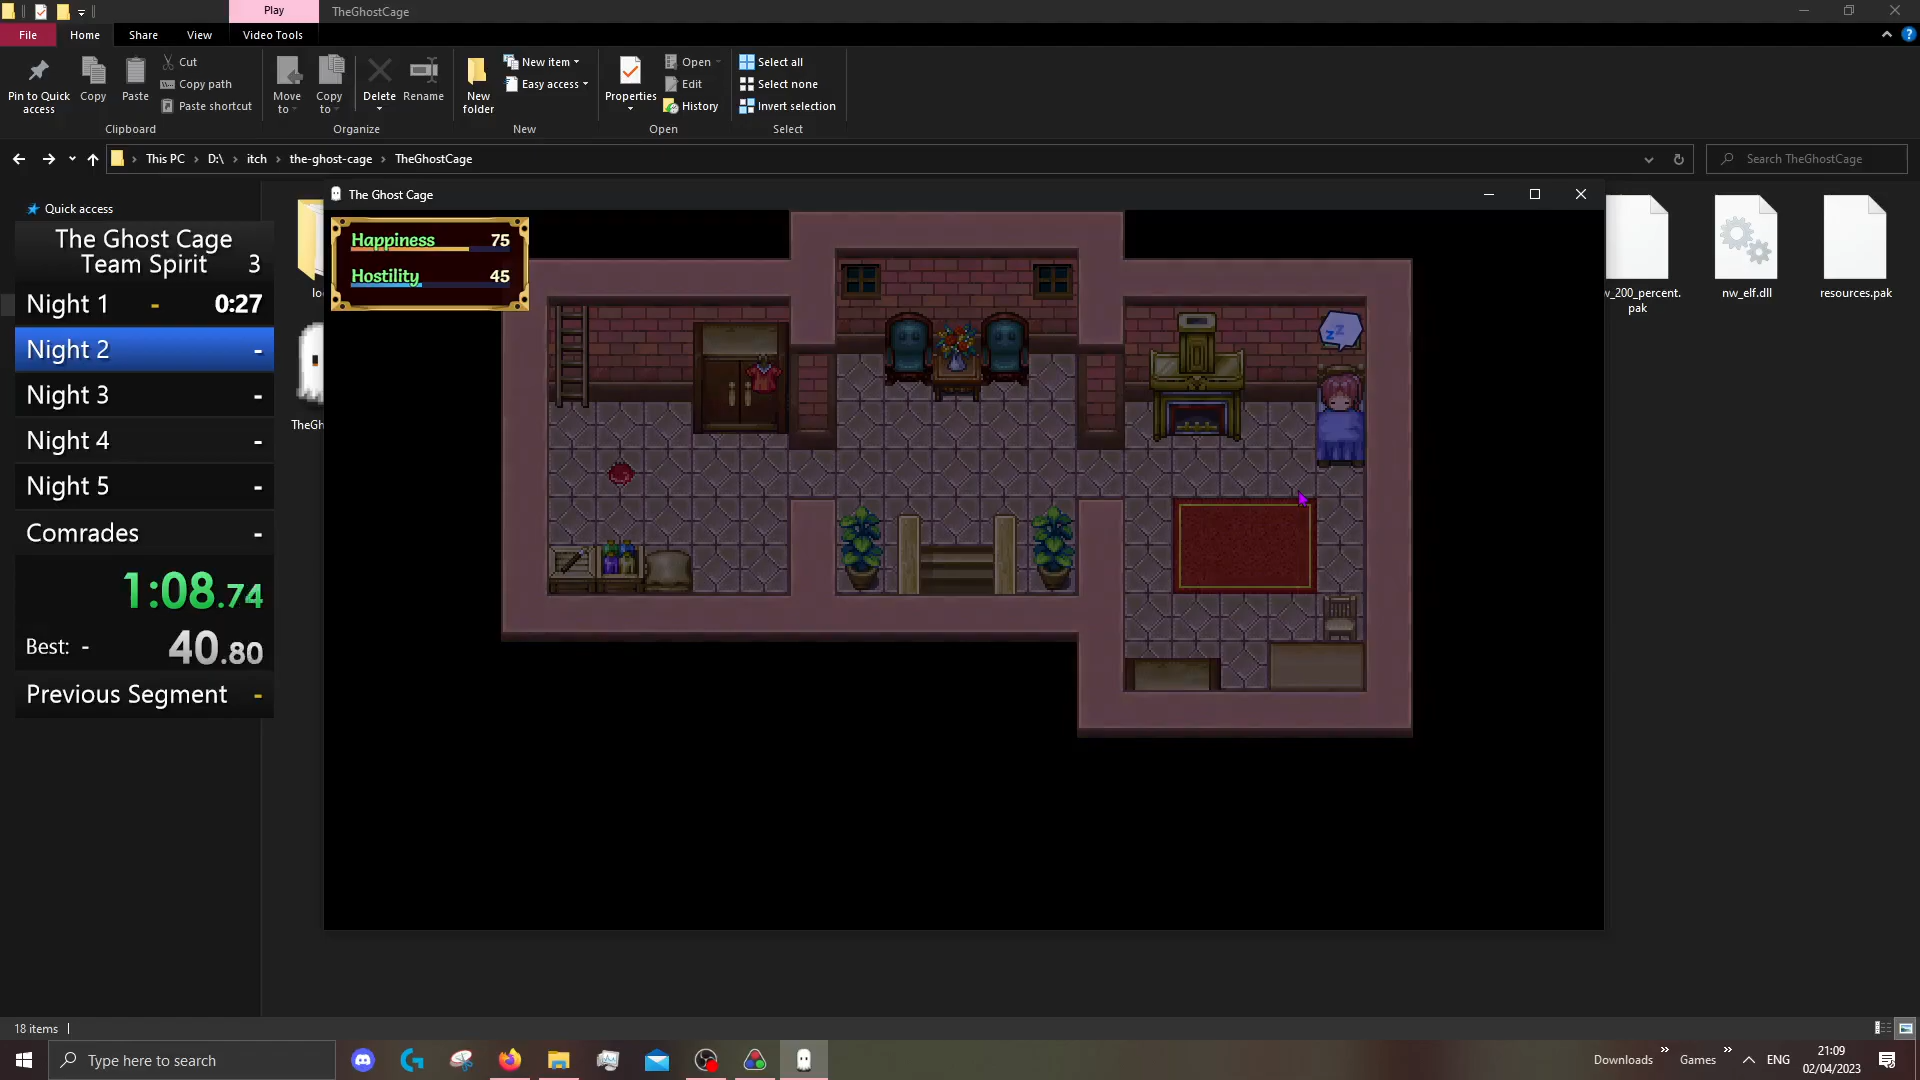 Play
TheGhostCage
File
Home
Share
View
Video Tools
Pin to Quick access
Copy
Paste
Cut
Copy path
Paste shortcut
Clipboard
Move to
Copy to
Delete
Rename
Organize
New folder
New item
Easy access
New
Properties
Open
Edit
History
Open
Select all
Select none
Invert selection
Select
This PC
D:\
itch
the-ghost-cage
TheGhostCage
Search TheGhostCage
Quick access
The Ghost Cage
Team Spirit 3
Night 1 - 0:27
Night 2 -
Night 3 -
Night 4 -
Night 5 -
Comrades -
1:08.74
Best: - 40.80
Previous Segment -
The Ghost Cage
Happiness 75
Hostility 45
zz
lo
TheGh
w_200_percent.
pak
nw_elf.dll
resources.pak
18 items
Type here to search
Downloads
Games
ENG
21:09
02/04/2023